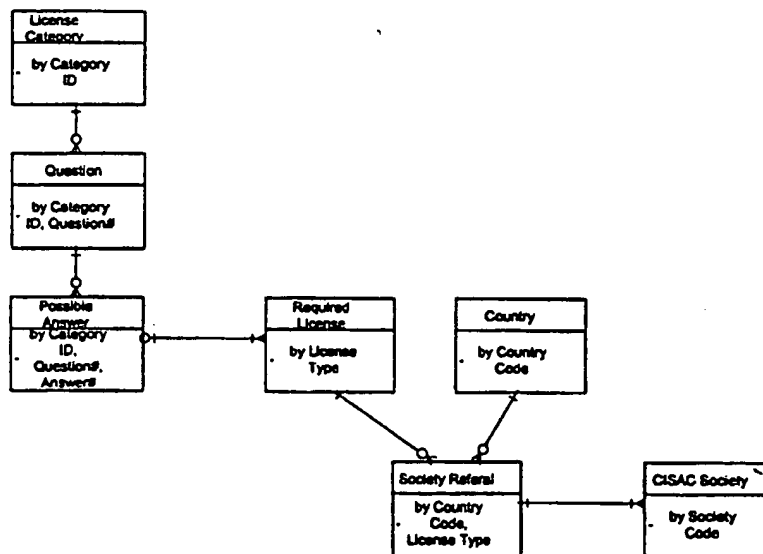 License
Category
by Category
ID
Question
by Category
ID, Question#
Possible
Answer
by Category
ID,
Question#,
Answer#
Required
License
by License
Type
Country
by Country
Code
Society Referal
by Country
Code,
License Type
CISAC Society
by Society
Code